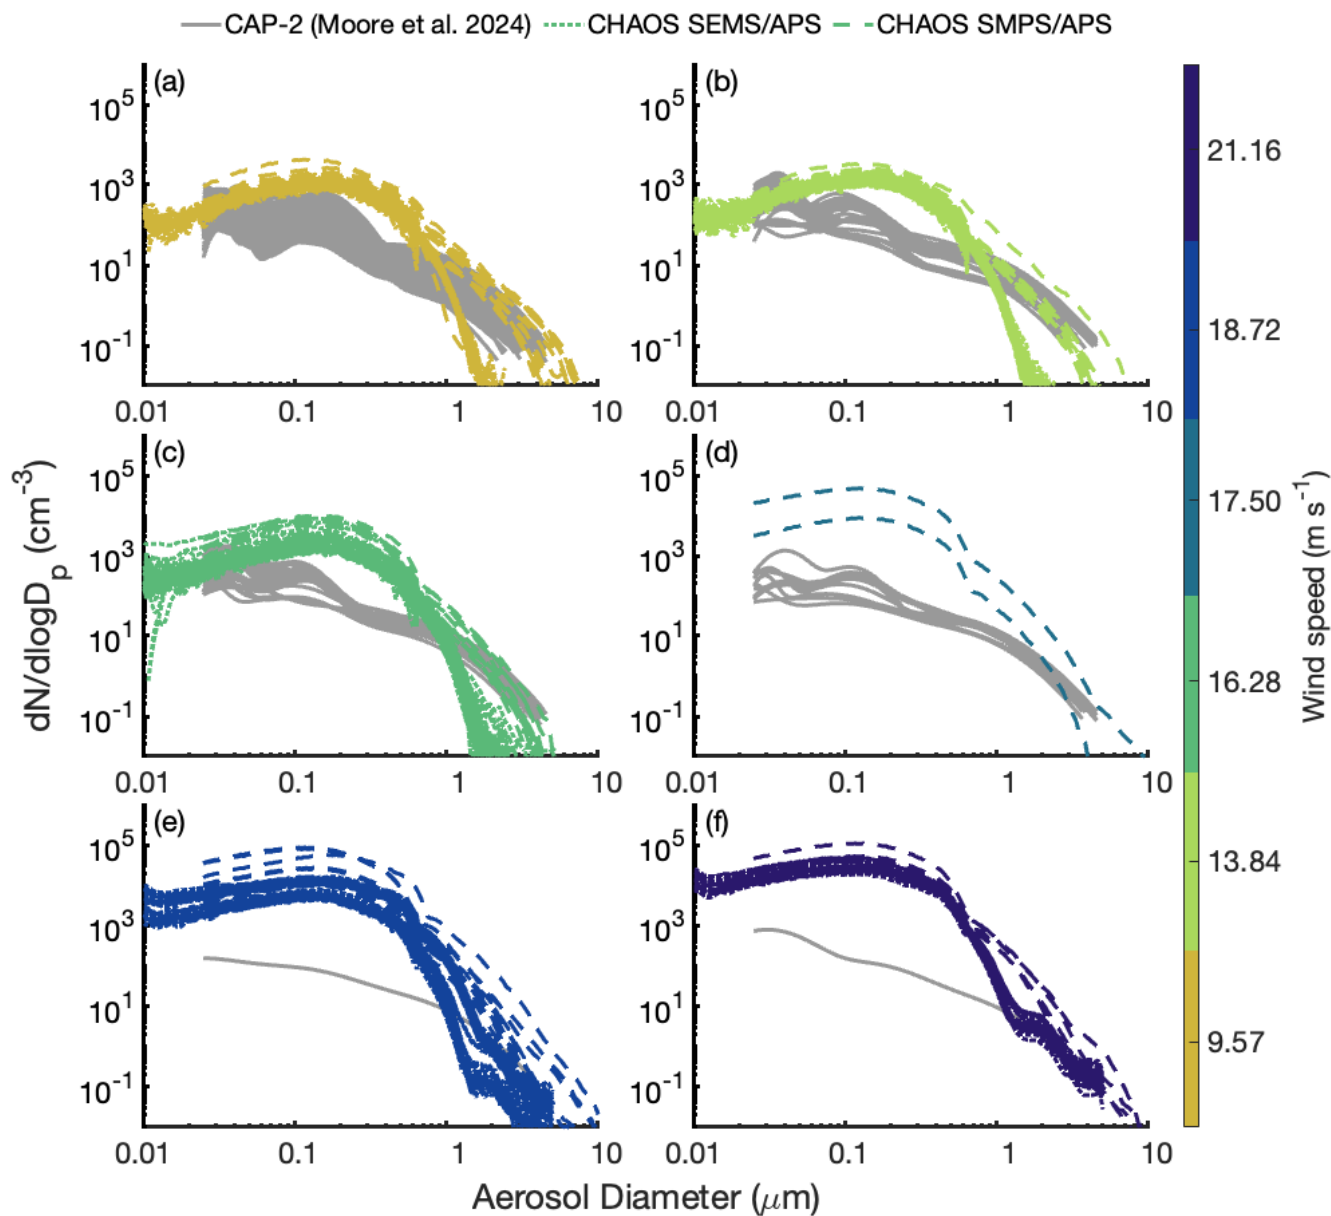 CAP-2 (Moore et al. 2024) CHAOS SEMS/APS CHAOS SMPS/APS
(a) (b)
10^5 10^5
10^3 10^3
10^1 10^1
10^-1 10^-1
0.01 0.1 1 10 0.01 0.1 1 10
(c) (d)
10^5 10^5
10^3 10^3
10^1 10^1
10^-1 10^-1
0.01 0.1 1 10 0.01 0.1 1 10
(e) (f)
10^5 10^5
10^3 10^3
10^1 10^1
10^-1 10^-1
0.01 0.1 1 10 0.01 0.1 1 10
dN/dlogD_p (cm^-3)
Aerosol Diameter (μm)
21.16
18.72
17.50
16.28
13.84
9.57
Wind speed (m s^-1)